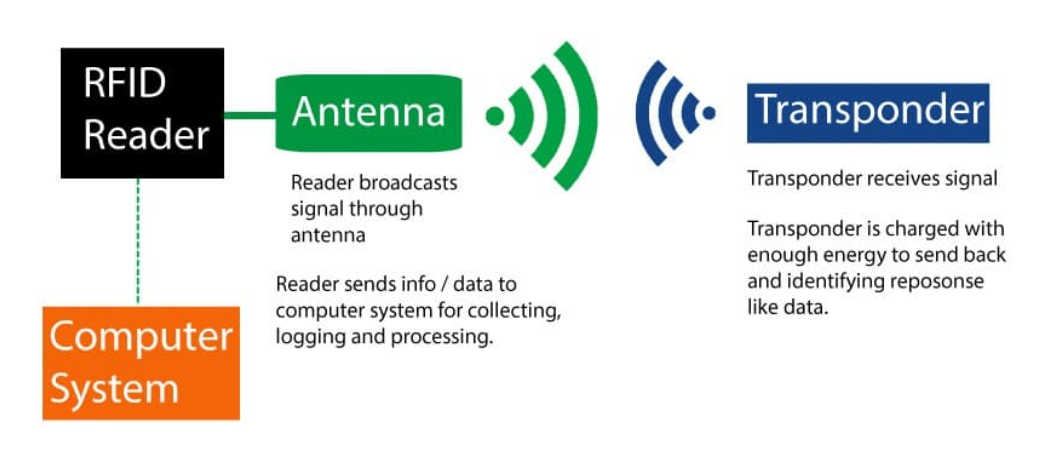 RFID
Reader
Antenna
Transponder
Reader broadcasts
signal through
antenna
Reader sends info / data to
computer system for collecting,
logging and processing.
Transponder receives signal
Transponder is charged with
enough energy to send back
and identifying reposonse
like data.
Computer
System